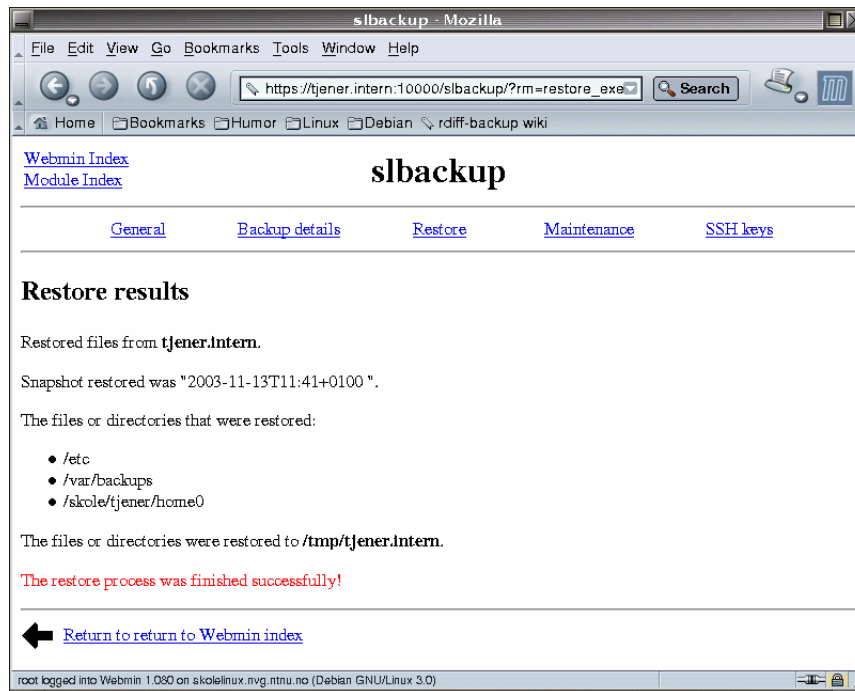 slbackup - Mozilla
File Edit View Go Bookmarks Tools Window Help
https://tjener.intern:10000/slbackup/?rm=restore_exe Search
Home Bookmarks Humor Linux Debian rdiff-backup wiki
Webmin Index
Module Index
slbackup
General Backup details Restore Maintenance SSH keys
Restore results
Restored files from tjener.intern.
Snapshot restored was "2003-11-13T11:41+0100 ".
The files or directories that were restored:
• /etc
• /var/backups
• /skole/tjener/home0
The files or directories were restored to /tmp/tjener.intern.
The restore process was finished successfully!
Return to return to Webmin index
root logged into Webmin 1.080 on skolelinux.nvg.ntnu.no (Debian GNU/Linux 3.0)